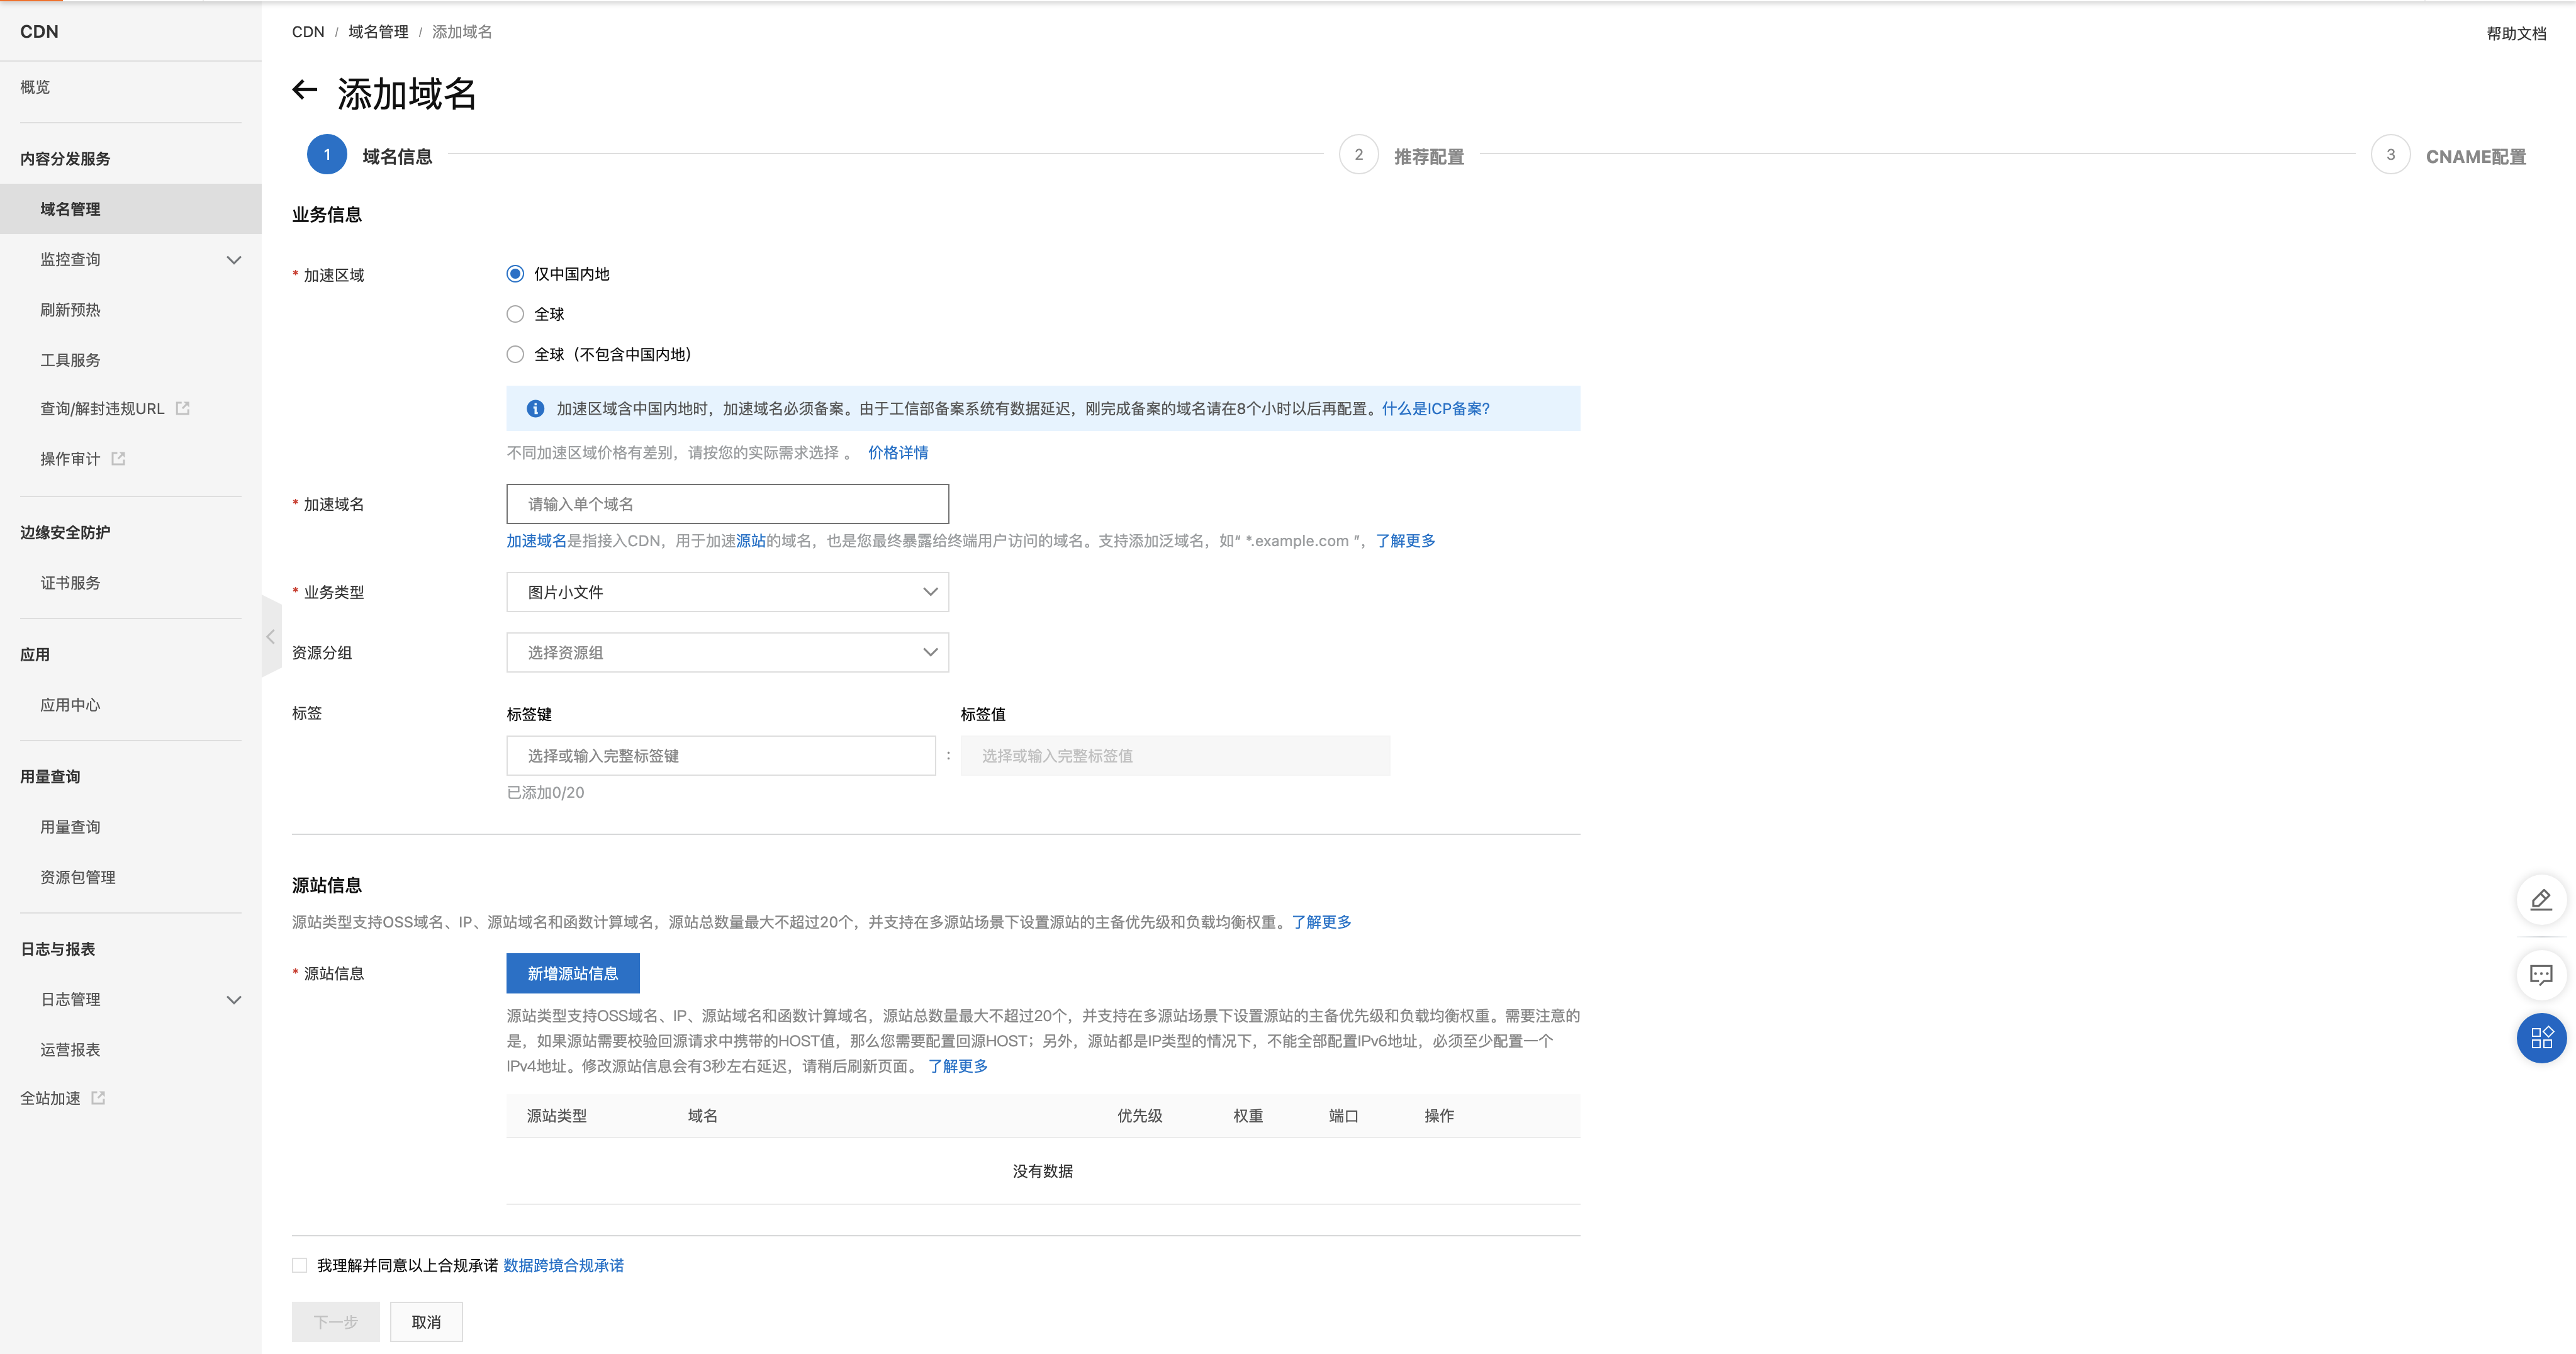 CDN
概览
内容分发服务
域名管理
监控查询
刷新预热
工具服务
查询/解封违规URL
操作审计
边缘安全防护
证书服务
应用
应用中心
用量查询
用量查询
资源包管理
日志与报表
日志管理
运营报表
全站加速
CDN / 域名管理 / 添加域名
帮助文档
添加域名
1 域名信息
2 推荐配置
3 CNAME配置
业务信息
* 加速区域
仅中国内地
全球
全球（不包含中国内地）
加速区域含中国内地时，加速域名必须备案。由于工信部备案系统有数据延迟，刚完成备案的域名请在8个小时以后再配置。什么是ICP备案?
不同加速区域价格有差别，请按您的实际需求选择 。 价格详情
* 加速域名
请输入单个域名
加速域名是指接入CDN，用于加速源站的域名，也是您最终暴露给终端用户访问的域名。支持添加泛域名，如“ *.example.com ”，了解更多
* 业务类型
图片小文件
资源分组
选择资源组
标签
标签键 标签值
选择或输入完整标签键 : 选择或输入完整标签值
已添加0/20
源站信息
源站类型支持OSS域名、IP、源站域名和函数计算域名，源站总数量最大不超过20个，并支持在多源站场景下设置源站的主备优先级和负载均衡权重。了解更多
* 源站信息
新增源站信息
源站类型支持OSS域名、IP、源站域名和函数计算域名，源站总数量最大不超过20个，并支持在多源站场景下设置源站的主备优先级和负载均衡权重。需要注意的
是，如果源站需要校验回源请求中携带的HOST值，那么您需要配置回源HOST；另外，源站都是IP类型的情况下，不能全部配置IPv6地址，必须至少配置一个
IPv4地址。修改源站信息会有3秒左右延迟，请稍后刷新页面。 了解更多
源站类型 域名 优先级 权重 端口 操作
没有数据
我理解并同意以上合规承诺 数据跨境合规承诺
下一步 取消